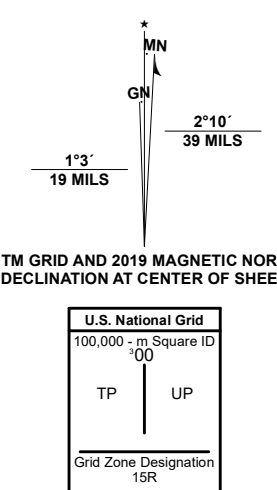 ★
MN
GN
2°10´
39 MILS
1°3´
19 MILS
TM GRID AND 2019 MAGNETIC NOR
DECLINATION AT CENTER OF SHEE
U.S. National Grid
100,000 - m Square ID
³00
TP UP
Grid Zone Designation
15R